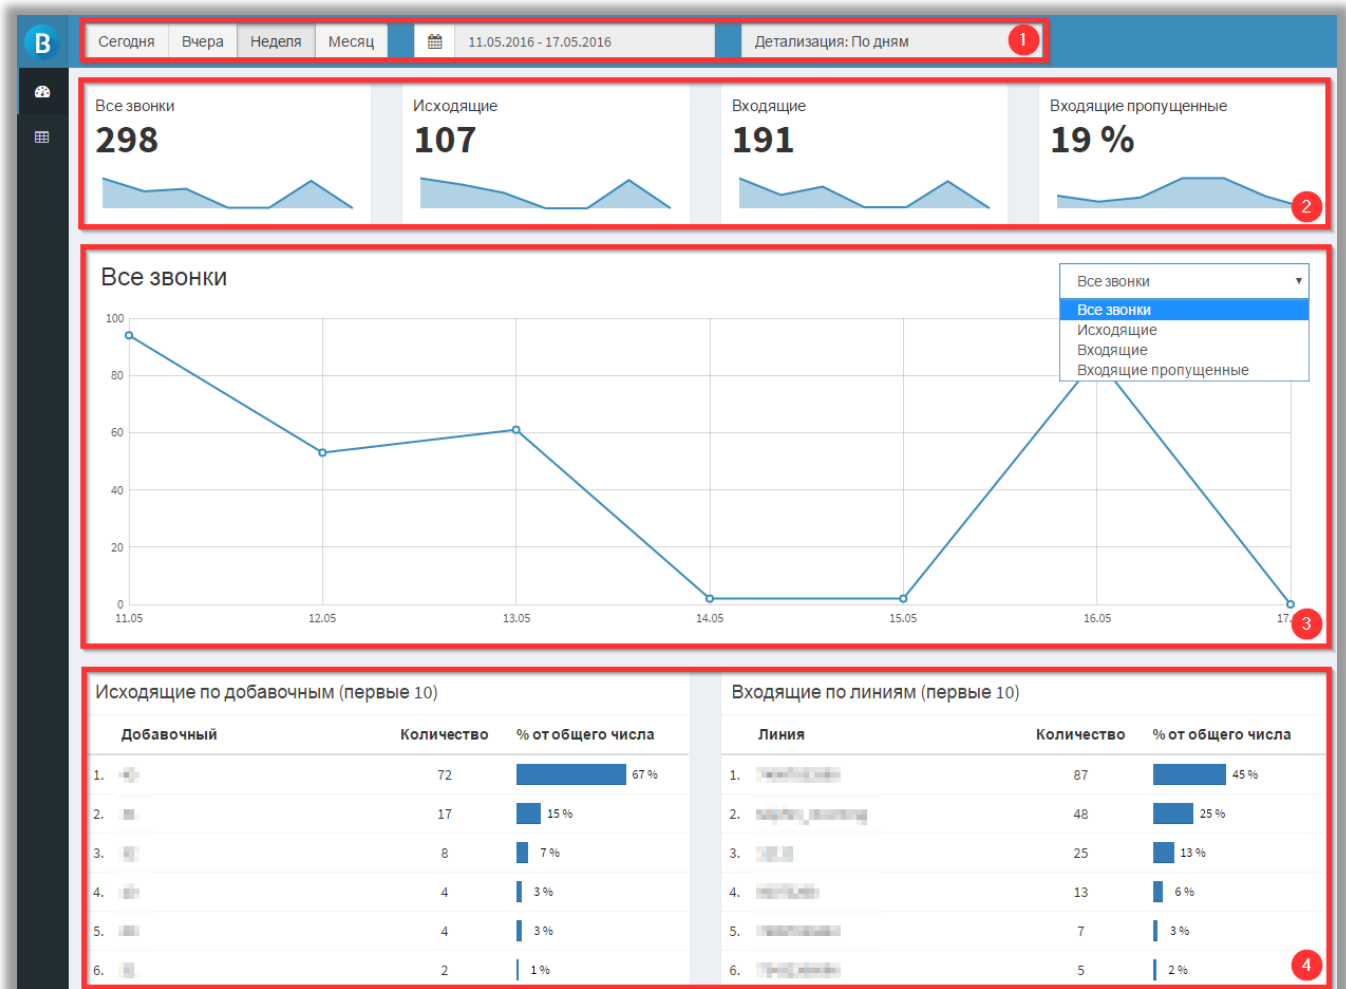 B Сегодня Вчера Неделя Месяц 11.05.2016 - 17.05.2016 Детализация: По дням 1
Все звонки Исходящие Входящие Входящие пропущенные
298 107 191 19 %
2
Все звонки
Все звонки
Все звонки
Исходящие
Входящие
Входящие пропущенные
100
80
60
40
20
0
11.05 12.05 13.05 14.05 15.05 16.05 17.
3
Исходящие по добавочным (первые 10)
Добавочный Количество % от общего числа
1. 72 67 %
2. 17 15 %
3. 8 7 %
4. 4 3 %
5. 4 3 %
6. 2 1 %
Входящие по линиям (первые 10)
Линия Количество % от общего числа
1. 87 45 %
2. 48 25 %
3. 25 13 %
4. 13 6 %
5. 7 3 %
6. 5 2 %
4